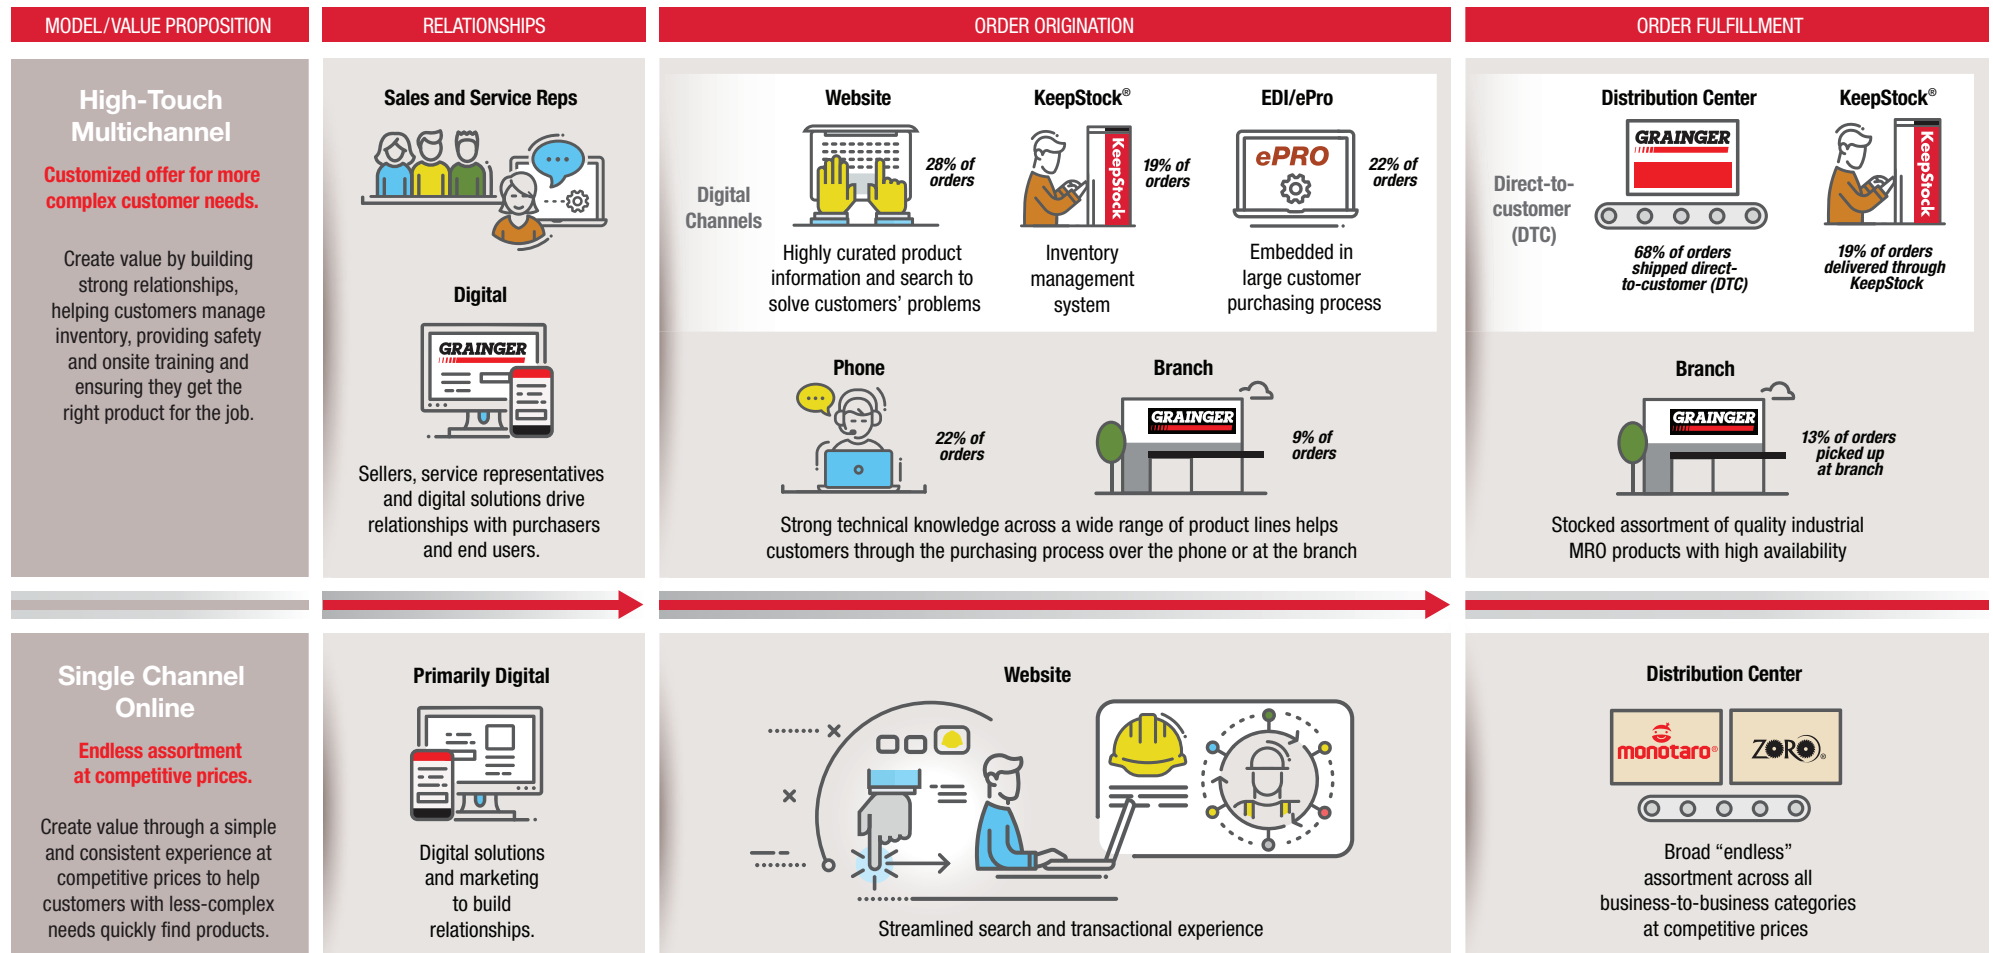 MODEL/VALUE PROPOSITION
RELATIONSHIPS
ORDER ORIGINATION
ORDER FULFILLMENT
High-Touch
Multichannel
Customized offer for more
complex customer needs.
Create value by building
strong relationships,
helping customers manage
inventory, providing safety
and onsite training and
ensuring they get the
right product for the job.
Sales and Service Reps
Digital
GRAINGER
Sellers, service representatives
and digital solutions drive
relationships with purchasers
and end users.
Digital
Channels
Website
28% of
orders
Highly curated product
information and search to
solve customers’ problems
KeepStock®
KeepStock
19% of
orders
Inventory
management
system
EDI/ePro
ePRO
22% of
orders
Embedded in
large customer
purchasing process
Phone
22% of
orders
Branch
GRAINGER
9% of
orders
Strong technical knowledge across a wide range of product lines helps
customers through the purchasing process over the phone or at the branch
Direct-to-
customer
(DTC)
Distribution Center
GRAINGER
68% of orders
shipped direct-
to-customer (DTC)
KeepStock®
KeepStock
19% of orders
delivered through
KeepStock
Branch
GRAINGER
13% of orders
picked up
at branch
Stocked assortment of quality industrial
MRO products with high availability
Single Channel
Online
Endless assortment
at competitive prices.
Create value through a simple
and consistent experience at
competitive prices to help
customers with less-complex
needs quickly find products.
Primarily Digital
Digital solutions
and marketing
to build
relationships.
Website
Streamlined search and transactional experience
Distribution Center
monotaro®
ZORO®
Broad “endless”
assortment across all
business-to-business categories
at competitive prices